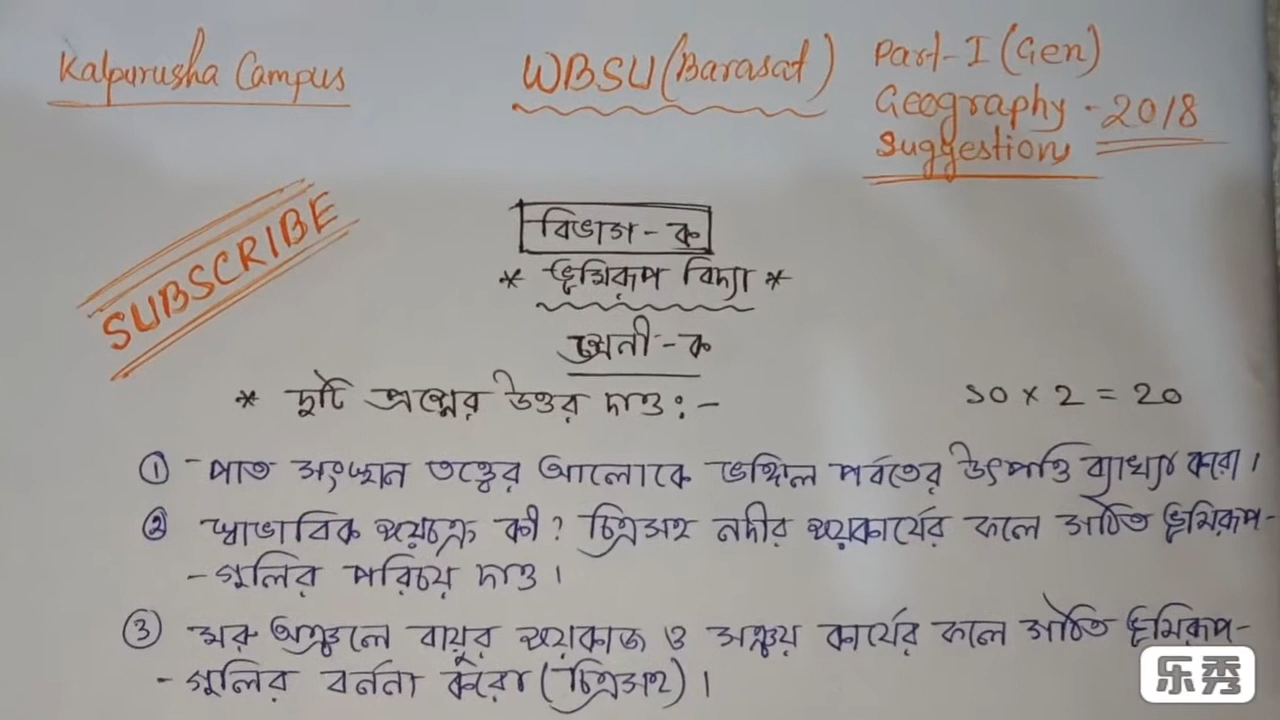 Kalpurusha Campus
WBSU (Barasat)
Part-I (Gen)
Geography - 2018
Suggestion
SUBSCRIBE
বিভাগ - ক
* ভূমিরূপ বিদ্যা *
শ্রেনী - ক
* দুটি প্রশ্নের উত্তর দাও :- ১০ x 2 = 20
① পাত সংস্থান তত্ত্বের আলোকে ভঙ্গিল পর্বতের উৎপত্তি ব্যাখ্যা করো।
② স্বাভাবিক ক্ষয়চক্র কী? চিত্রসহ নদীর ক্ষয়কার্যের ফলে গঠিত ভূমিরূপ-
- গুলির পরিচয় দাও।
③ মরু অঞ্চলে বায়ুর ক্ষয়কাজ ও সঞ্চয় কার্যের ফলে গঠিত ভূমিরূপ-
- গুলির বর্ননা করো (চিত্রসহ)।
乐秀